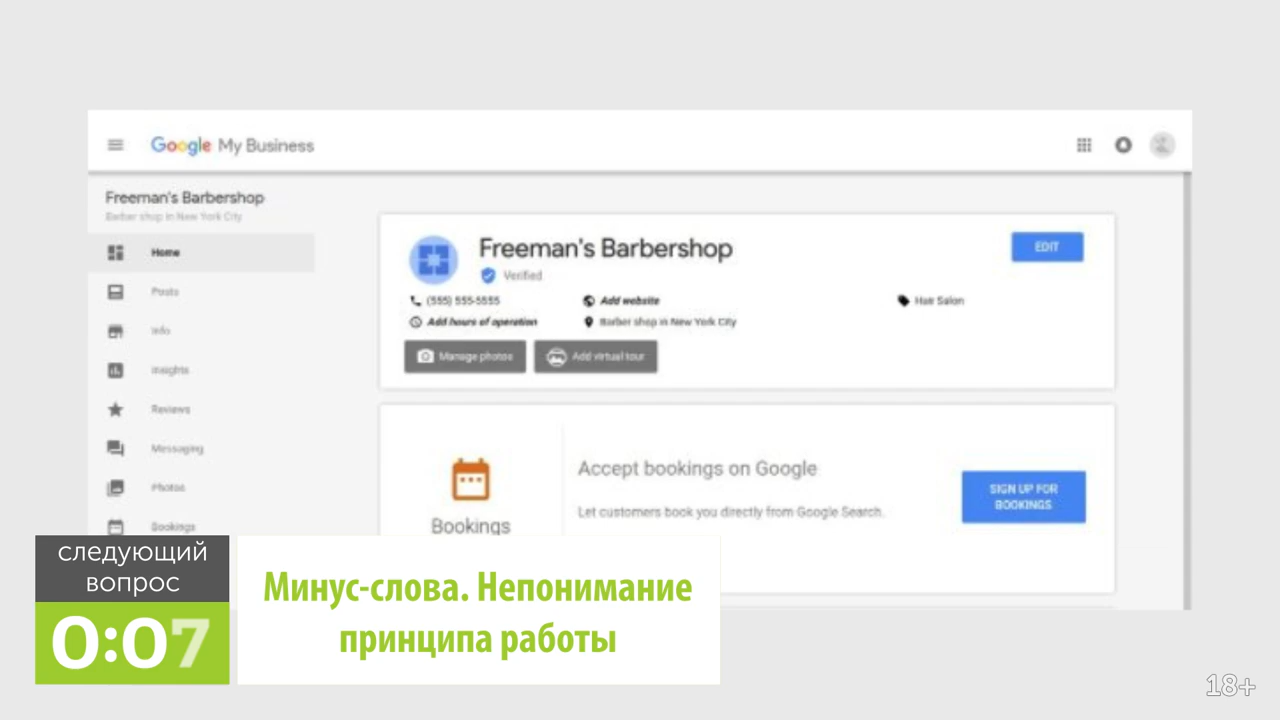 Google My Business
Freeman's Barbershop
Barber shop in New York City
Home
Posts
Info
Insights
Reviews
Messaging
Photos
Bookings
Freeman's Barbershop
EDIT
Verified
(555) 555-5555
Add website
Hair Salon
Add hours of operation
Barber shop in New York City
Manage photos
Add virtual tour
Bookings
Accept bookings on Google
Let customers book you directly from Google Search.
SIGN UP FOR
BOOKINGS
следующий
вопрос
0:07
Минус-слова. Непонимание
принципа работы
18+